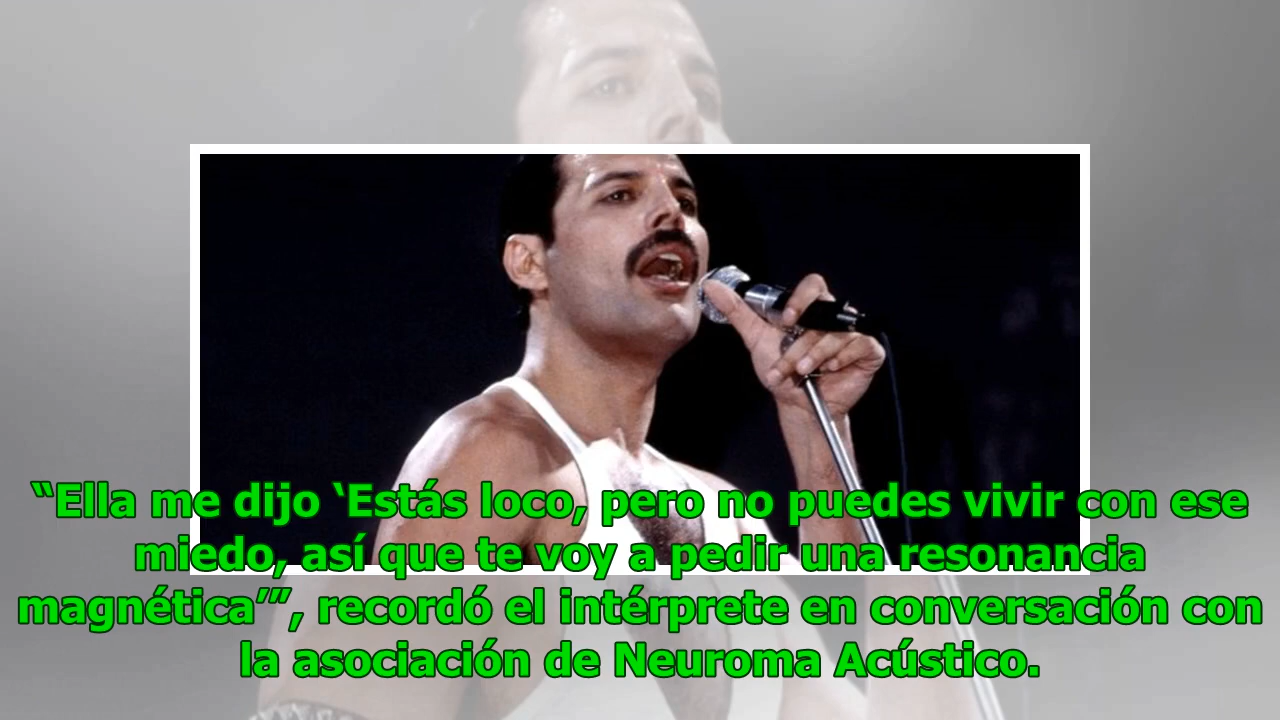 “Ella me dijo ‘Estás loco, pero no puedes vivir con ese
miedo, así que te voy a pedir una resonancia
magnética’”, recordó el intérprete en conversación con
la asociación de Neuroma Acústico.